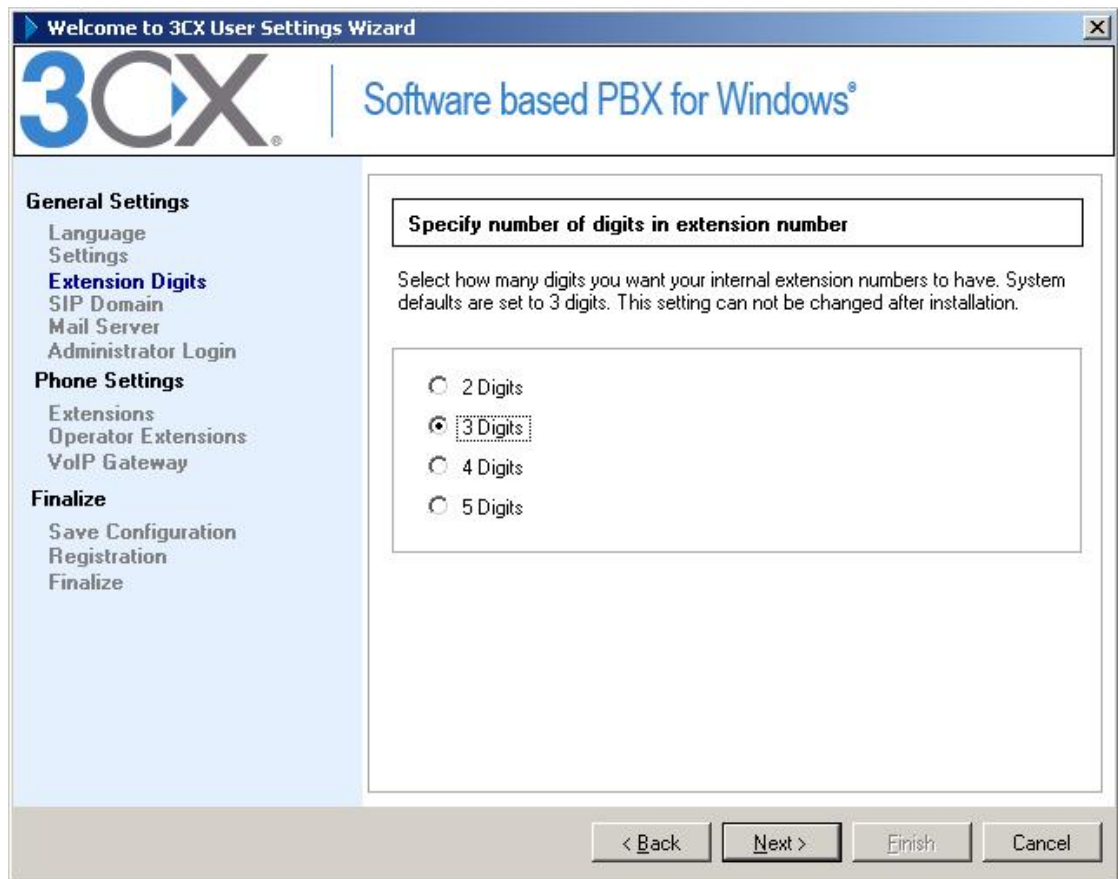 Welcome to 3CX User Settings Wizard
3CX®
Software based PBX for Windows®
General Settings
Language
Settings
Extension Digits
SIP Domain
Mail Server
Administrator Login
Phone Settings
Extensions
Operator Extensions
VoIP Gateway
Finalize
Save Configuration
Registration
Finalize
Specify number of digits in extension number
Select how many digits you want your internal extension numbers to have. System
defaults are set to 3 digits. This setting can not be changed after installation.
2 Digits
3 Digits
4 Digits
5 Digits
< Back
Next >
Finish
Cancel